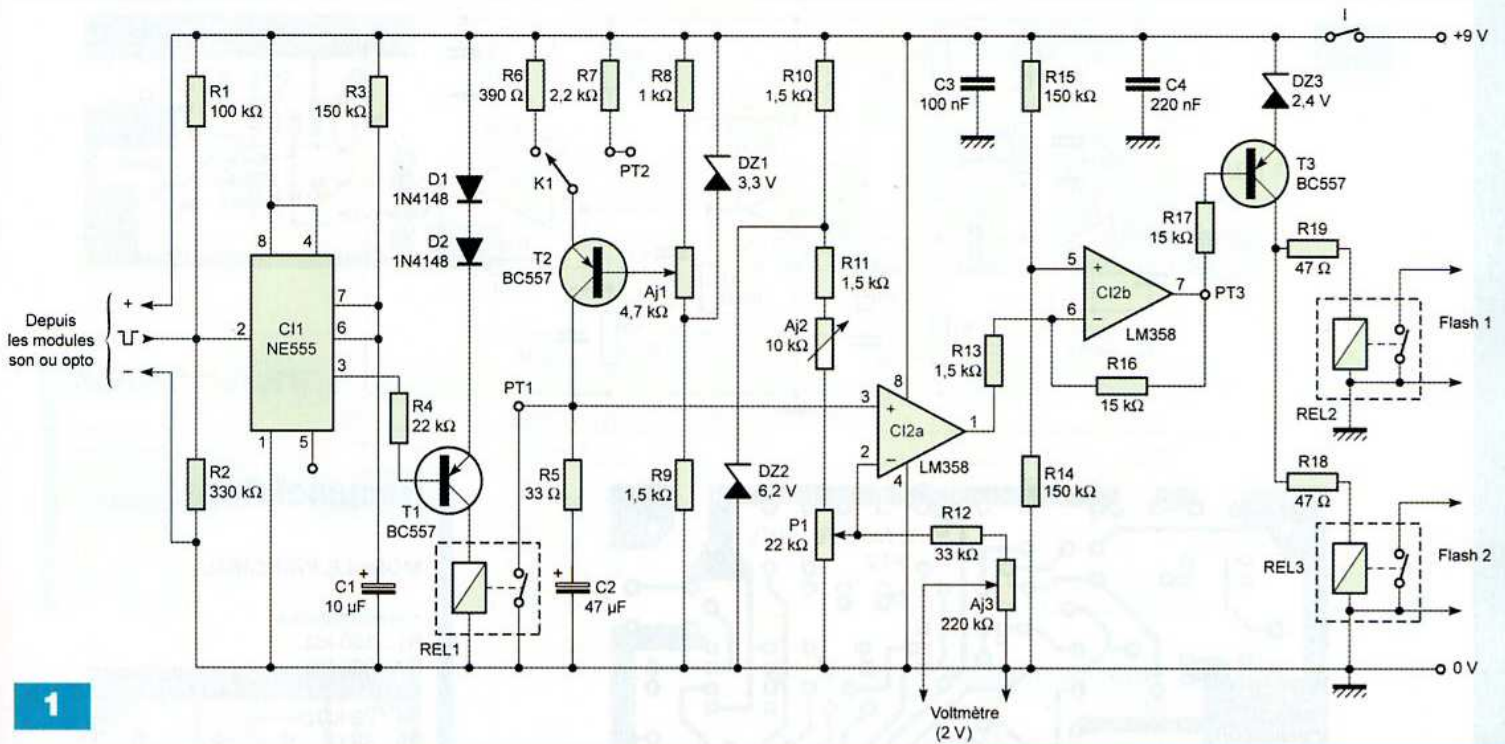 I
+9 V
R1
100 kΩ
R3
150 kΩ
D1
1N4148
D2
1N4148
R6
390 Ω
R7
2,2 kΩ
K1
PT2
R8
1 kΩ
DZ1
3,3 V
R10
1,5 kΩ
C3
100 nF
R15
150 kΩ
C4
220 nF
DZ3
2,4 V
T3
BC557
8
4
7
6
2
3
1
5
CI1
NE555
Depuis
les modules
son ou opto
+
−
T2
BC557
Aj1
4,7 kΩ
R11
1,5 kΩ
Aj2
10 kΩ
R17
15 kΩ
5
+
6
−
CI2b
7
PT3
LM358
R16
15 kΩ
R13
1,5 kΩ
R19
47 Ω
REL2
Flash 1
R4
22 kΩ
T1
BC557
PT1
3
+
2
−
8
4
1
CI2a
LM358
R2
330 kΩ
C1
+
10 µF
REL1
R5
33 Ω
C2
+
47 µF
R9
1,5 kΩ
DZ2
6,2 V
P1
22 kΩ
R12
33 kΩ
Aj3
220 kΩ
R14
150 kΩ
R18
47 Ω
REL3
Flash 2
0 V
Voltmètre
(2 V)
1